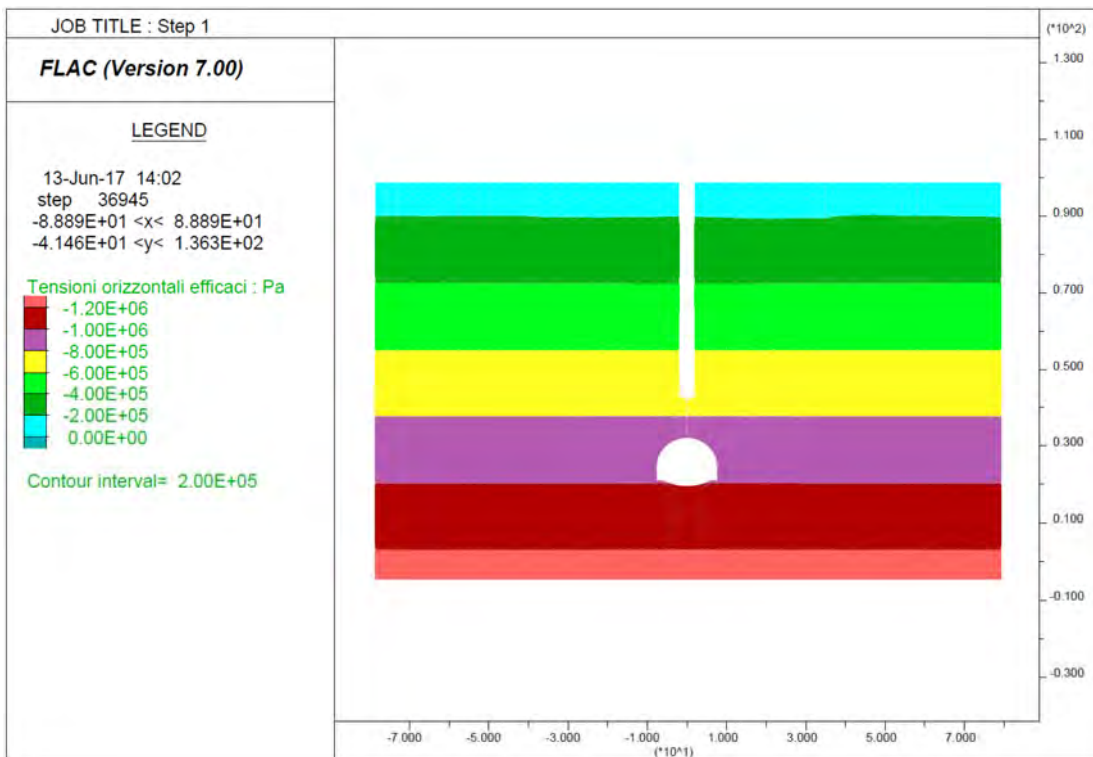 JOB TITLE : Step 1
FLAC (Version 7.00)
LEGEND
13-Jun-17 14:02
step 36945
-8.889E+01 <x< 8.889E+01
-4.146E+01 <y< 1.363E+02
Tensioni orizzontali efficaci : Pa
-1.20E+06
-1.00E+06
-8.00E+05
-6.00E+05
-4.00E+05
-2.00E+05
0.00E+00
Contour interval= 2.00E+05
(*10^2)
1.300
1.100
0.900
0.700
0.500
0.300
0.100
-0.100
-0.300
-7.000 -5.000 -3.000 -1.000 1.000 3.000 5.000 7.000
(*10^1)